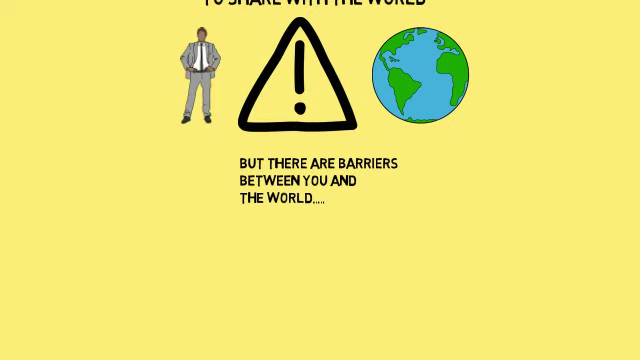 TO SHARE WITH THE WORLD
BUT THERE ARE BARRIERS
BETWEEN YOU AND
THE WORLD.....